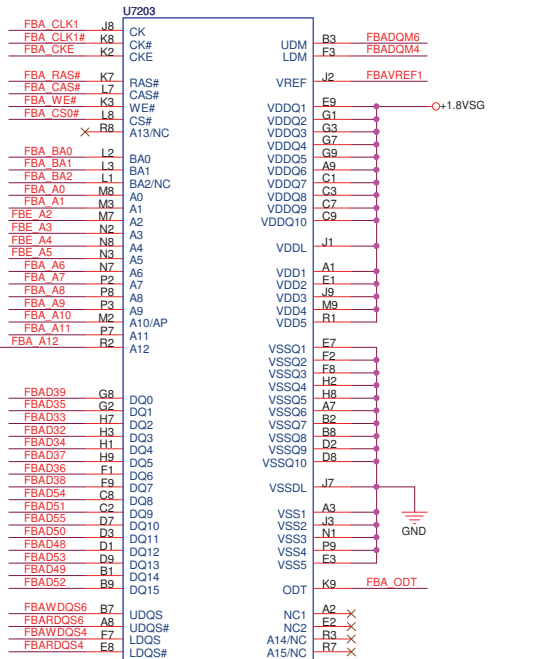 U7203
FBA_CLK1 J8 CK
FBA_CLK1# K8 CK#
FBA_CKE K2 CKE
FBA_RAS# K7 RAS#
FBA_CAS# L7 CAS#
FBA_WE# K3 WE#
FBA_CS0# L8 CS#
R8 A13/NC
FBA_BA0 L2 BA0
FBA_BA1 L3 BA1
FBA_BA2 L1 BA2/NC
FBA_A0 M8 A0
FBA_A1 M3 A1
FBE_A2 M7 A2
FBE_A3 N2 A3
FBE_A4 N8 A4
FBE_A5 N3 A5
FBA_A6 N7 A6
FBA_A7 P2 A7
FBA_A8 P8 A8
FBA_A9 P3 A9
FBA_A10 M2 A10/AP
FBA_A11 P7 A11
FBA_A12 R2 A12
FBAD39 G8 DQ0
FBAD35 G2 DQ1
FBAD33 H7 DQ2
FBAD32 H3 DQ3
FBAD34 H1 DQ4
FBAD37 H9 DQ5
FBAD36 F1 DQ6
FBAD38 F9 DQ7
FBAD54 C8 DQ8
FBAD51 C2 DQ9
FBAD55 D7 DQ10
FBAD50 D3 DQ11
FBAD48 D1 DQ12
FBAD53 D9 DQ13
FBAD49 B1 DQ14
FBAD52 B9 DQ15
FBAWDQS6 B7 UDQS
FBARDQS6 A8 UDQS#
FBAWDQS4 F7 LDQS
FBARDQS4 E8 LDQS#
UDM B3 FBADQM6
LDM F3 FBADQM4
VREF J2 FBAVREF1
VDDQ1 E9 +1.8VSG
VDDQ2 G1
VDDQ3 G3
VDDQ4 G7
VDDQ5 G9
VDDQ6 A9
VDDQ7 C1
VDDQ8 C3
VDDQ9 C7
VDDQ10 C9
VDDL J1
VDD1 A1
VDD2 E1
VDD3 J9
VDD4 M9
VDD5 R1
VSSQ1 E7
VSSQ2 F2
VSSQ3 F8
VSSQ4 H2
VSSQ5 H8
VSSQ6 A7
VSSQ7 B2
VSSQ8 B8
VSSQ9 D2
VSSQ10 D8
VSSDL J7
GND
VSS1 A3
VSS2 J3
VSS3 N1
VSS4 P9
VSS5 E3
ODT K9 FBA_ODT
NC1 A2
NC2 E2
A14/NC R3
A15/NC R7